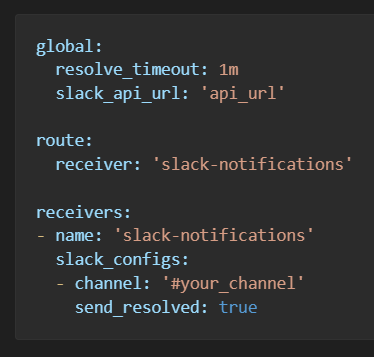 global:
  resolve_timeout: 1m
  slack_api_url: 'api_url'

route:
  receiver: 'slack-notifications'

receivers:
- name: 'slack-notifications'
  slack_configs:
  - channel: '#your_channel'
    send_resolved: true